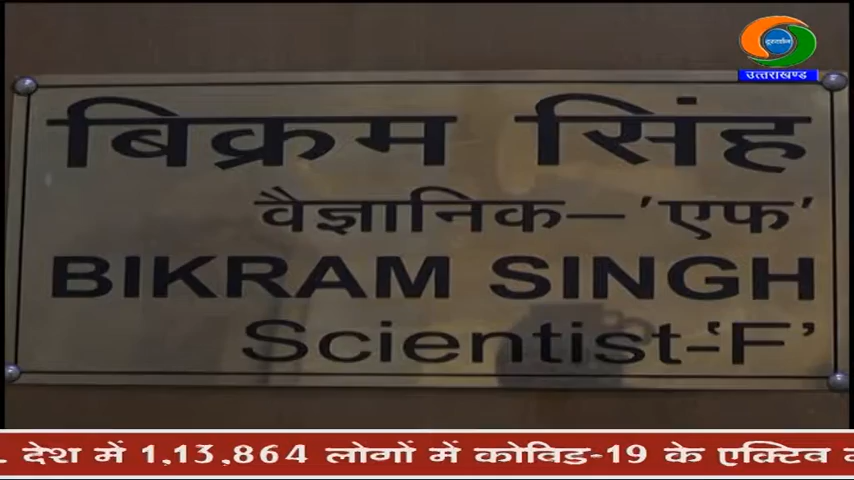 दूरदर्शन
उत्तराखण्ड
बिक्रम सिंह
वैज्ञानिक–'एफ'
BIKRAM SINGH
Scientist-'F'
देश में 1,13,864 लोगों में कोविड-19 के एक्टिव